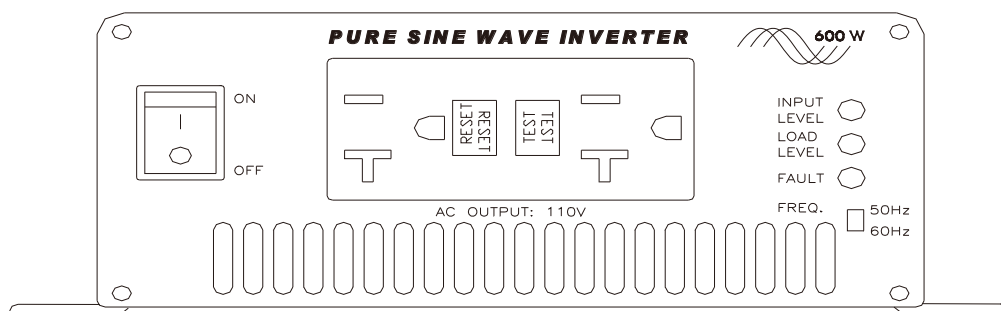 PURE SINE WAVE INVERTER
600 W
ON
OFF
RESET
RESET
TEST
TEST
INPUT
LEVEL
LOAD
LEVEL
FAULT
FREQ.
50Hz
60Hz
AC OUTPUT: 110V